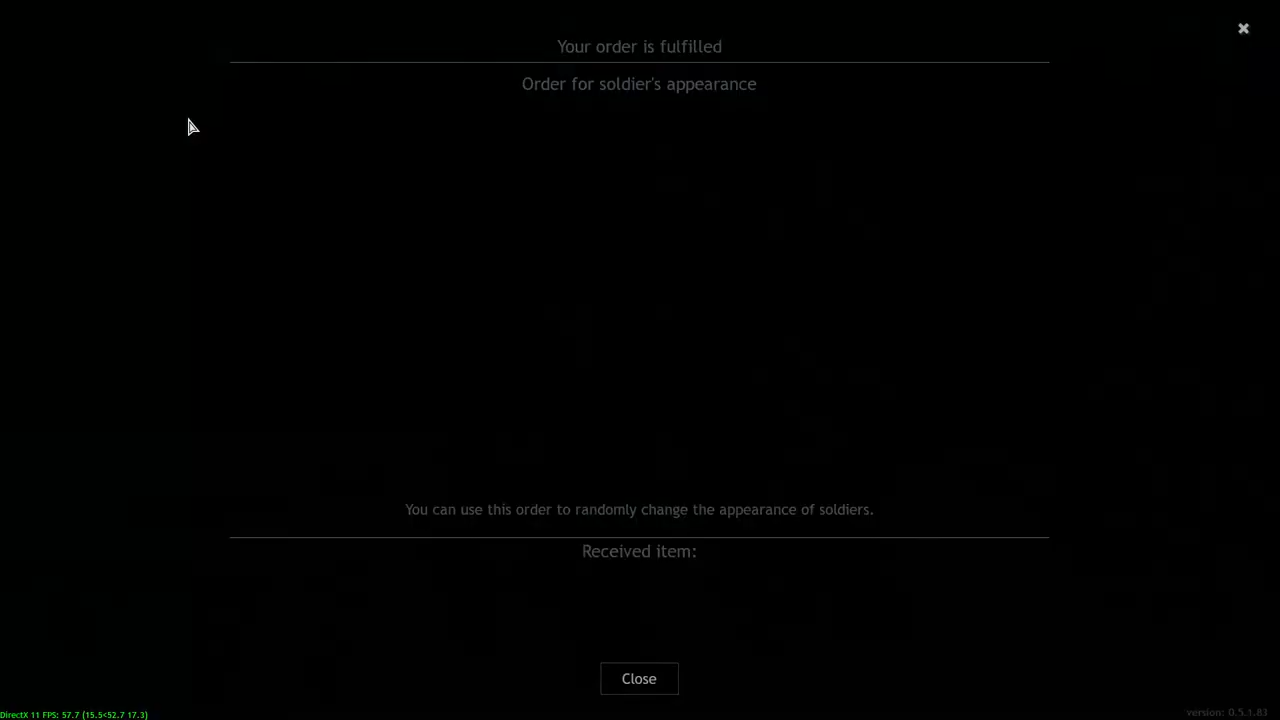 Your order is fulfilled
Order for soldier's appearance
You can use this order to randomly change the appearance of soldiers.
Received item:
Close
DirectX 11 FPS: 57.7 (15.5<52.7 17.3)
version: 0.5.1.83